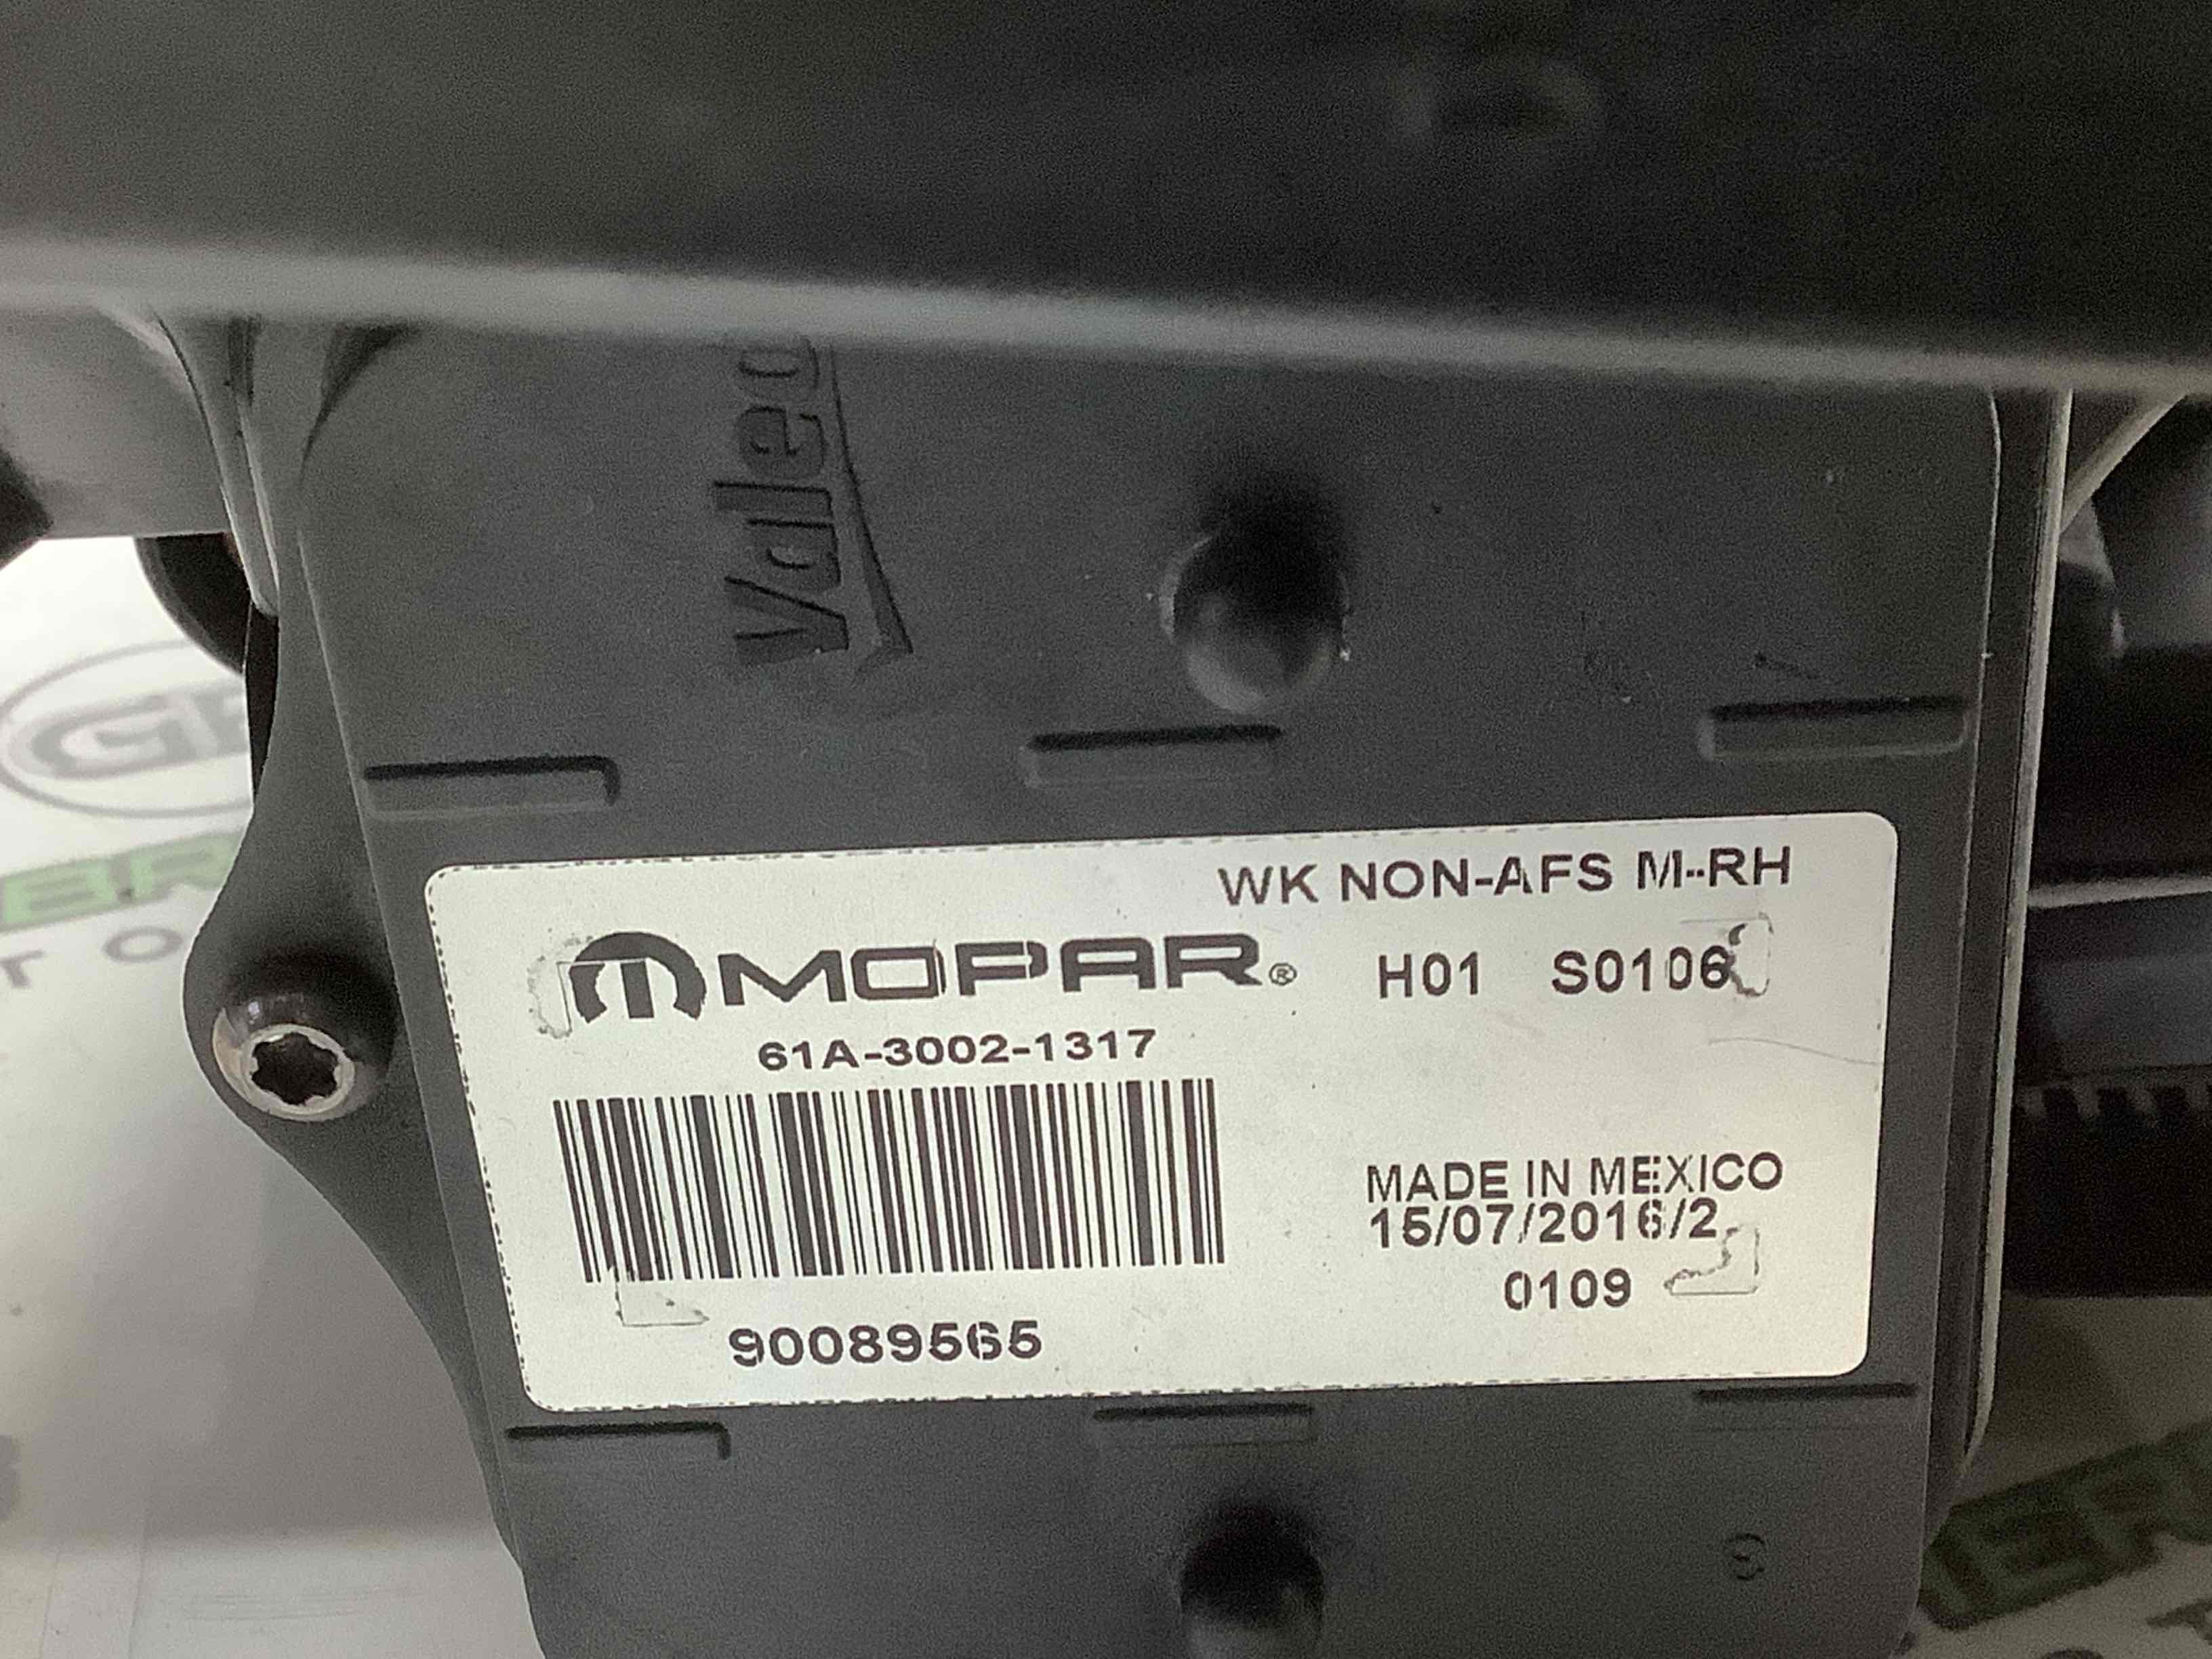 Valeo
WK NON-AFS M-RH
MOPAR® H01 S0106
61A-3002-1317
MADE IN MEXICO
15/07/2016/2
0109
90089565